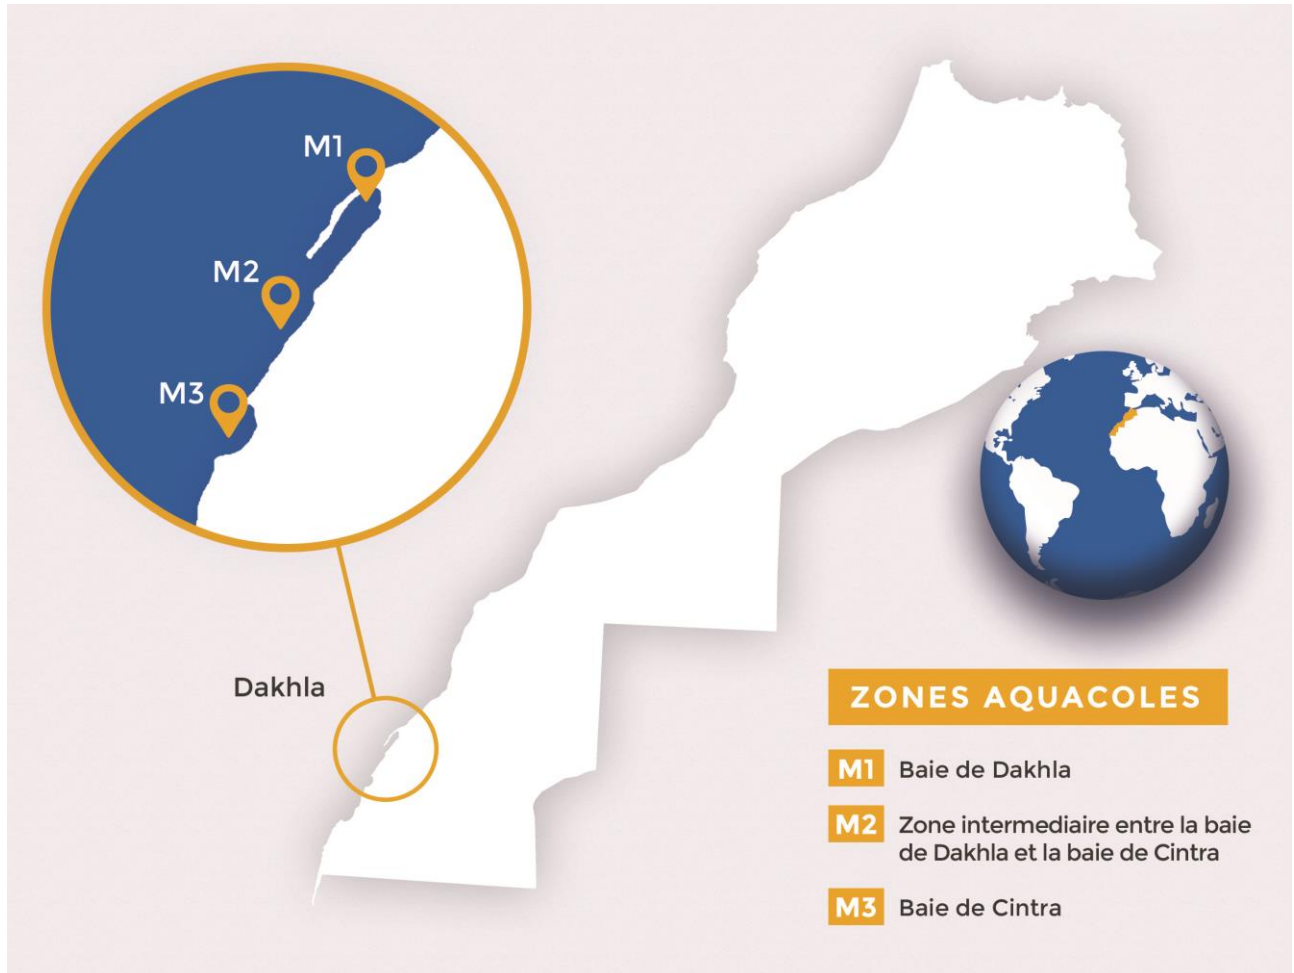 M1
M2
M3
Dakhla
ZONES AQUACOLES
M1 Baie de Dakhla
M2 Zone intermediaire entre la baie
de Dakhla et la baie de Cintra
M3 Baie de Cintra